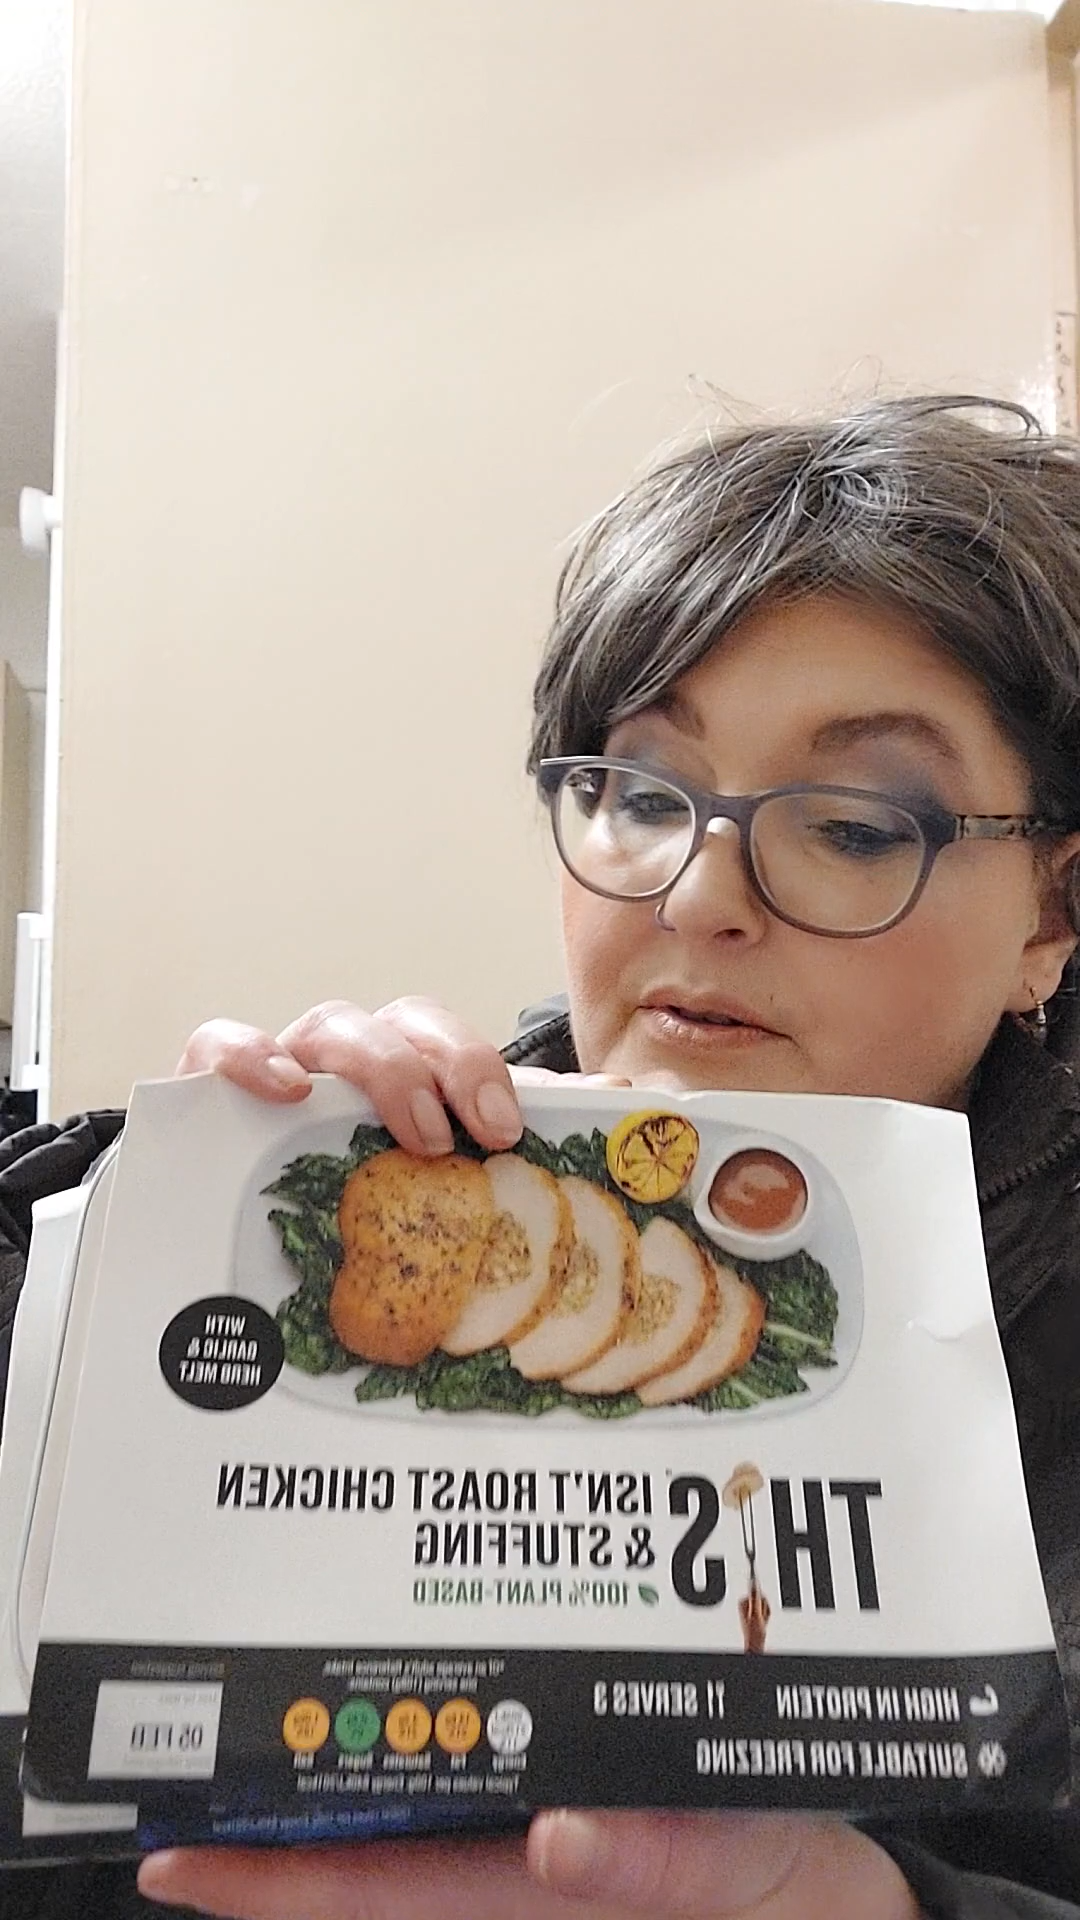 WITH
GARLIC &
HERB MELT
THIS
ISN'T ROAST CHICKEN
& STUFFING
100% PLANT-BASED
HIGH IN PROTEIN
SERVES 3
SUITABLE FOR FREEZING
05 FEB